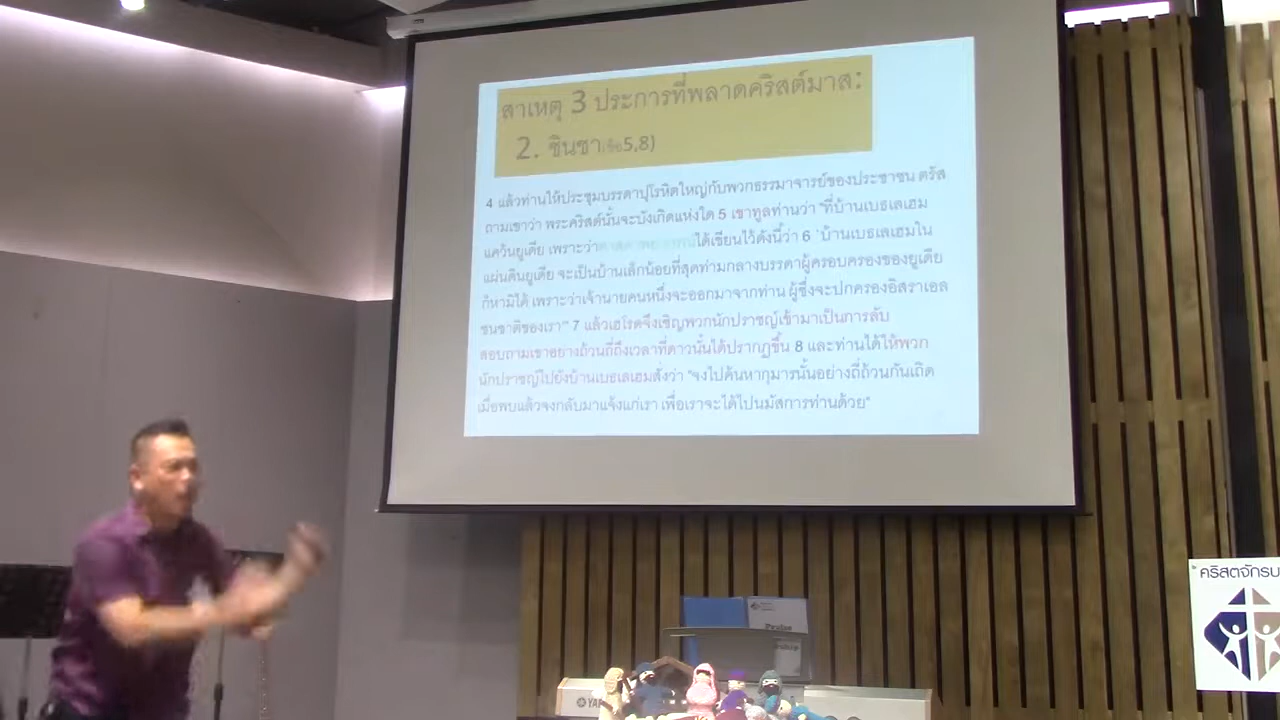 สาเหตุ 3 ประการที่พลาดคริสต์มาส:
2. ชินชา(ข้อ5,8)
4 แล้วท่านให้ประชุมบรรดาปุโรหิตใหญ่กับพวกธรรมาจารย์ของประชาชน ตรัส
ถามเขาว่า พระคริสต์นั้นจะบังเกิดแห่งใด 5 เขาทูลท่านว่า "ที่บ้านเบธเลเฮม
แคว้นยูเดีย เพราะว่า ได้เขียนไว้ดังนี้ว่า 6 `บ้านเบธเลเฮมใน
แผ่นดินยูเดีย จะเป็นบ้านเล็กน้อยที่สุดท่ามกลางบรรดาผู้ครอบครองของยูเดีย
ก็หามิได้ เพราะว่าเจ้านายคนหนึ่งจะออกมาจากท่าน ผู้ซึ่งจะปกครองอิสราเอล
ชนชาติของเรา'" 7 แล้วเฮโรดจึงเชิญพวกนักปราชญ์เข้ามาเป็นการลับ
สอบถามเขาอย่างถ้วนถี่ถึงเวลาที่ดาวนั้นได้ปรากฏขึ้น 8 และท่านได้ให้พวก
นักปราชญ์ไปยังบ้านเบธเลเฮมสั่งว่า "จงไปค้นหากุมารนั้นอย่างถี่ถ้วนกันเถิด
เมื่อพบแล้วจงกลับมาแจ้งแก่เรา เพื่อเราจะได้ไปนมัสการท่านด้วย"
คริสตจักรบ
YA